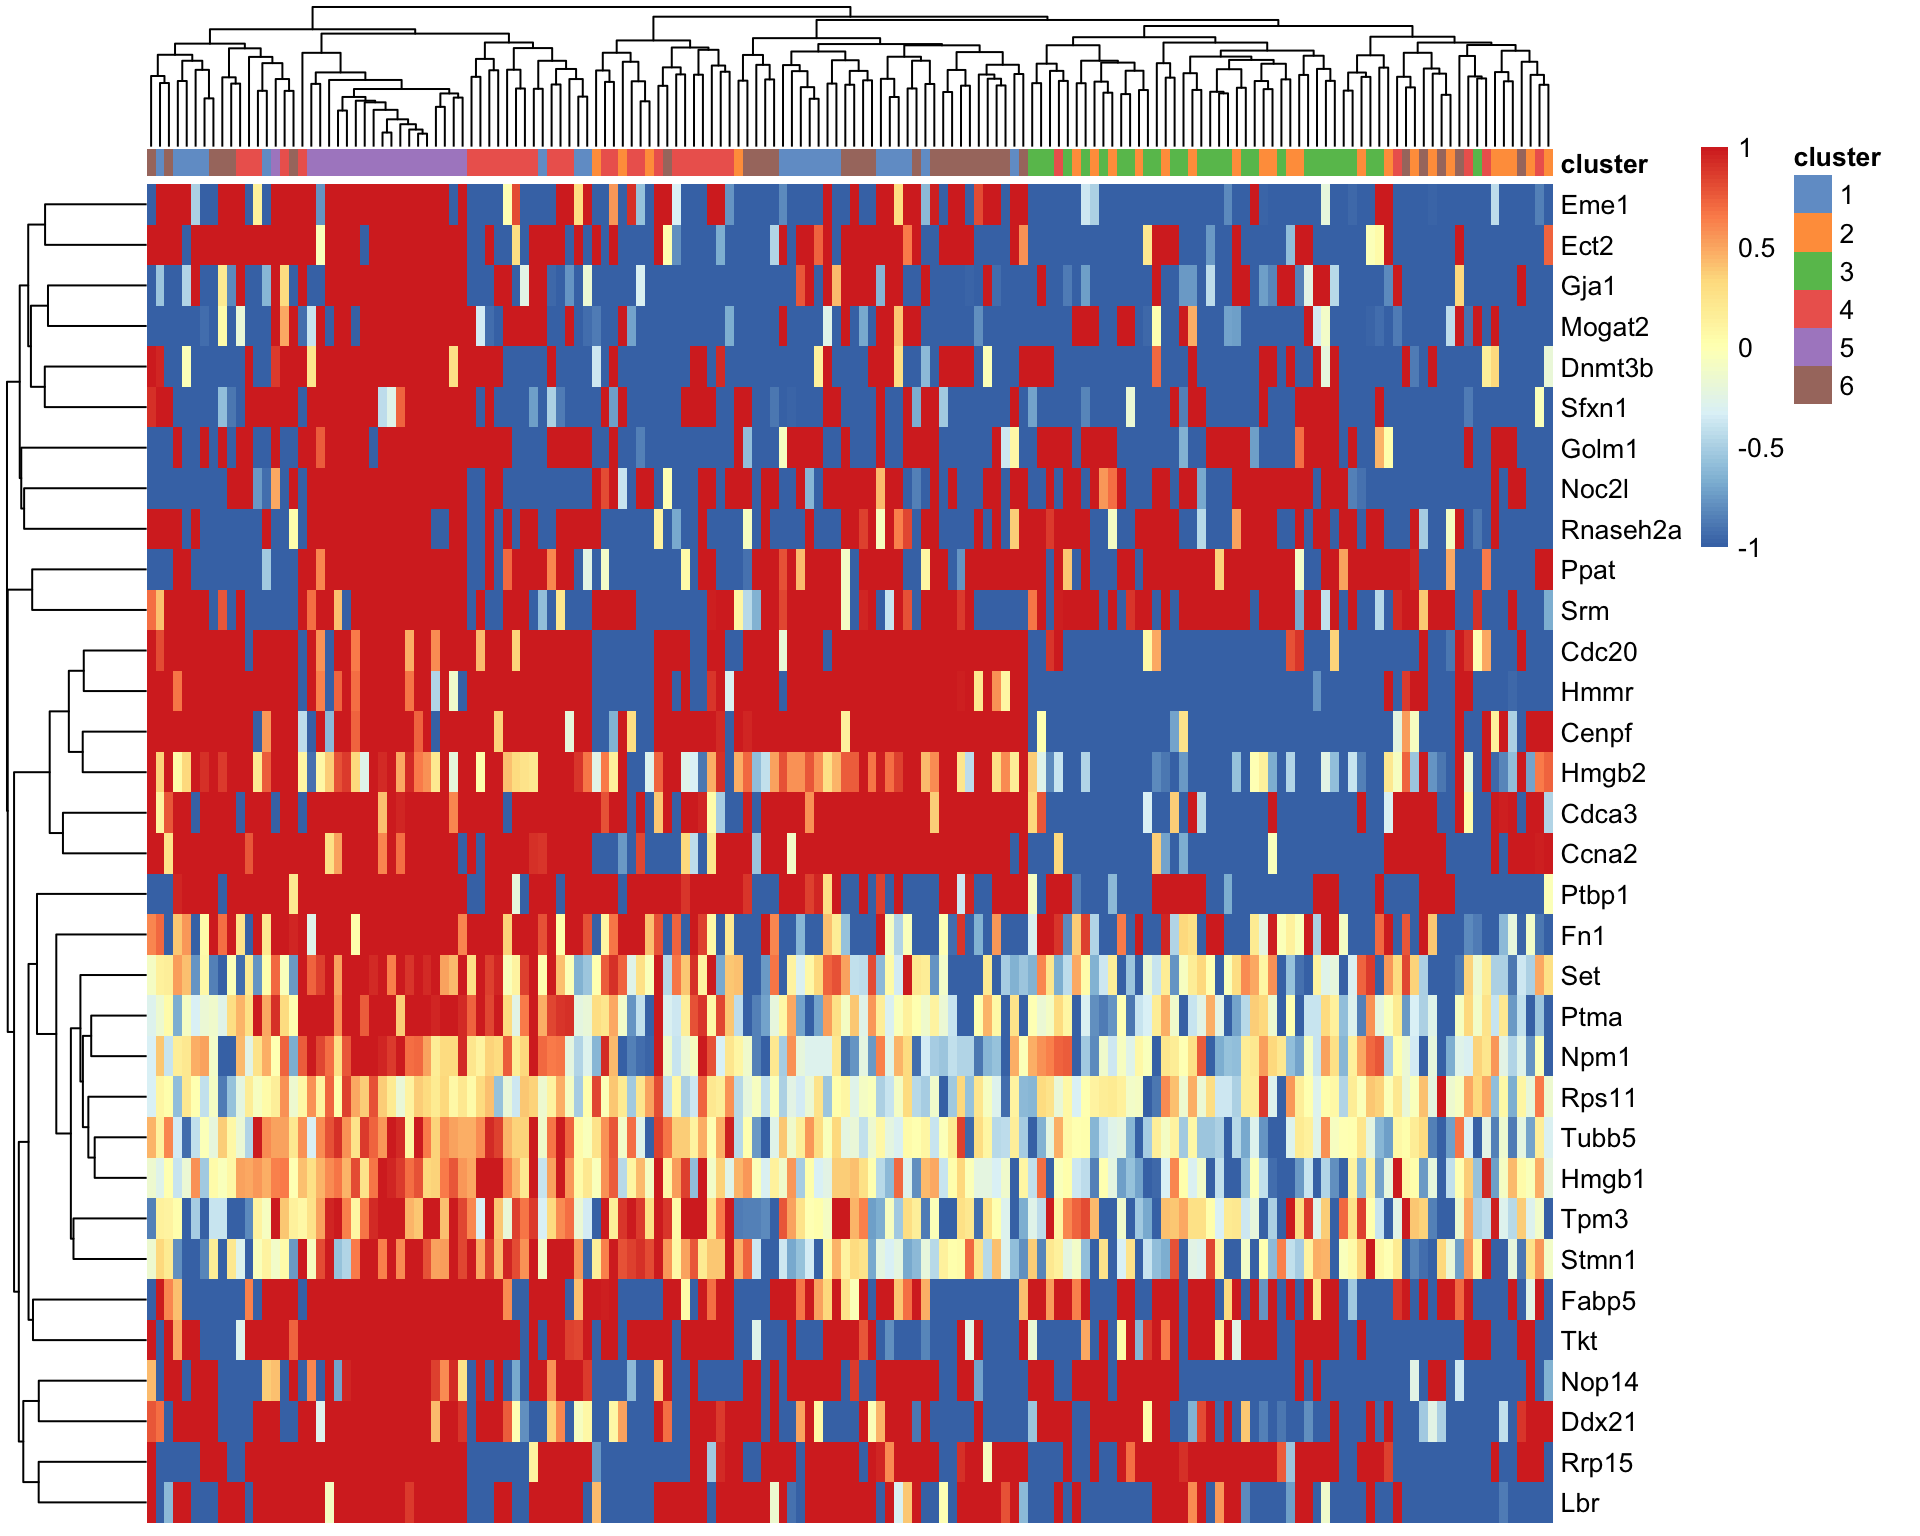 cluster
Eme1
Ect2
Gja1
Mogat2
Dnmt3b
Sfxn1
Golm1
Noc2l
Rnaseh2a
Ppat
Srm
Cdc20
Hmmr
Cenpf
Hmgb2
Cdca3
Ccna2
Ptbp1
Fn1
Set
Ptma
Npm1
Rps11
Tubb5
Hmgb1
Tpm3
Stmn1
Fabp5
Tkt
Nop14
Ddx21
Rrp15
Lbr
1
0.5
0
-0.5
-1
cluster
1
2
3
4
5
6